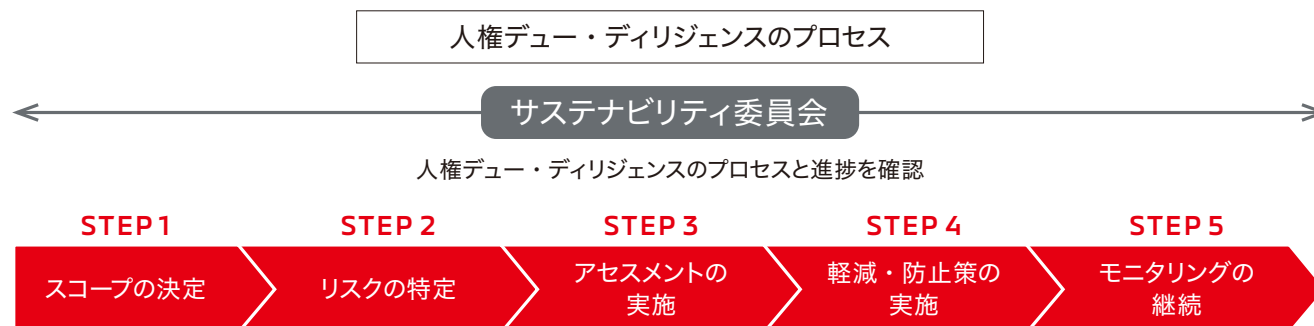 人権デュー・ディリジェンスのプロセス
サステナビリティ委員会
人権デュー・ディリジェンスのプロセスと進捗を確認
STEP 1
スコープの決定
STEP 2
リスクの特定
STEP 3
アセスメントの
実施
STEP 4
軽減・防止策の
実施
STEP 5
モニタリングの
継続